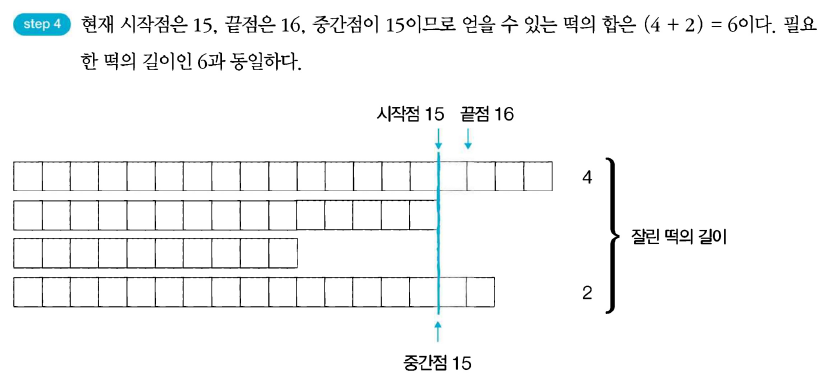 step 4 현재 시작점은 15, 끝점은 16, 중간점이 15이므로 얻을 수 있는 떡의 합은 (4 + 2) = 6이다. 필요
한 떡의 길이인 6과 동일하다.
시작점 15 끝점 16
4
잘린 떡의 길이
2
중간점 15